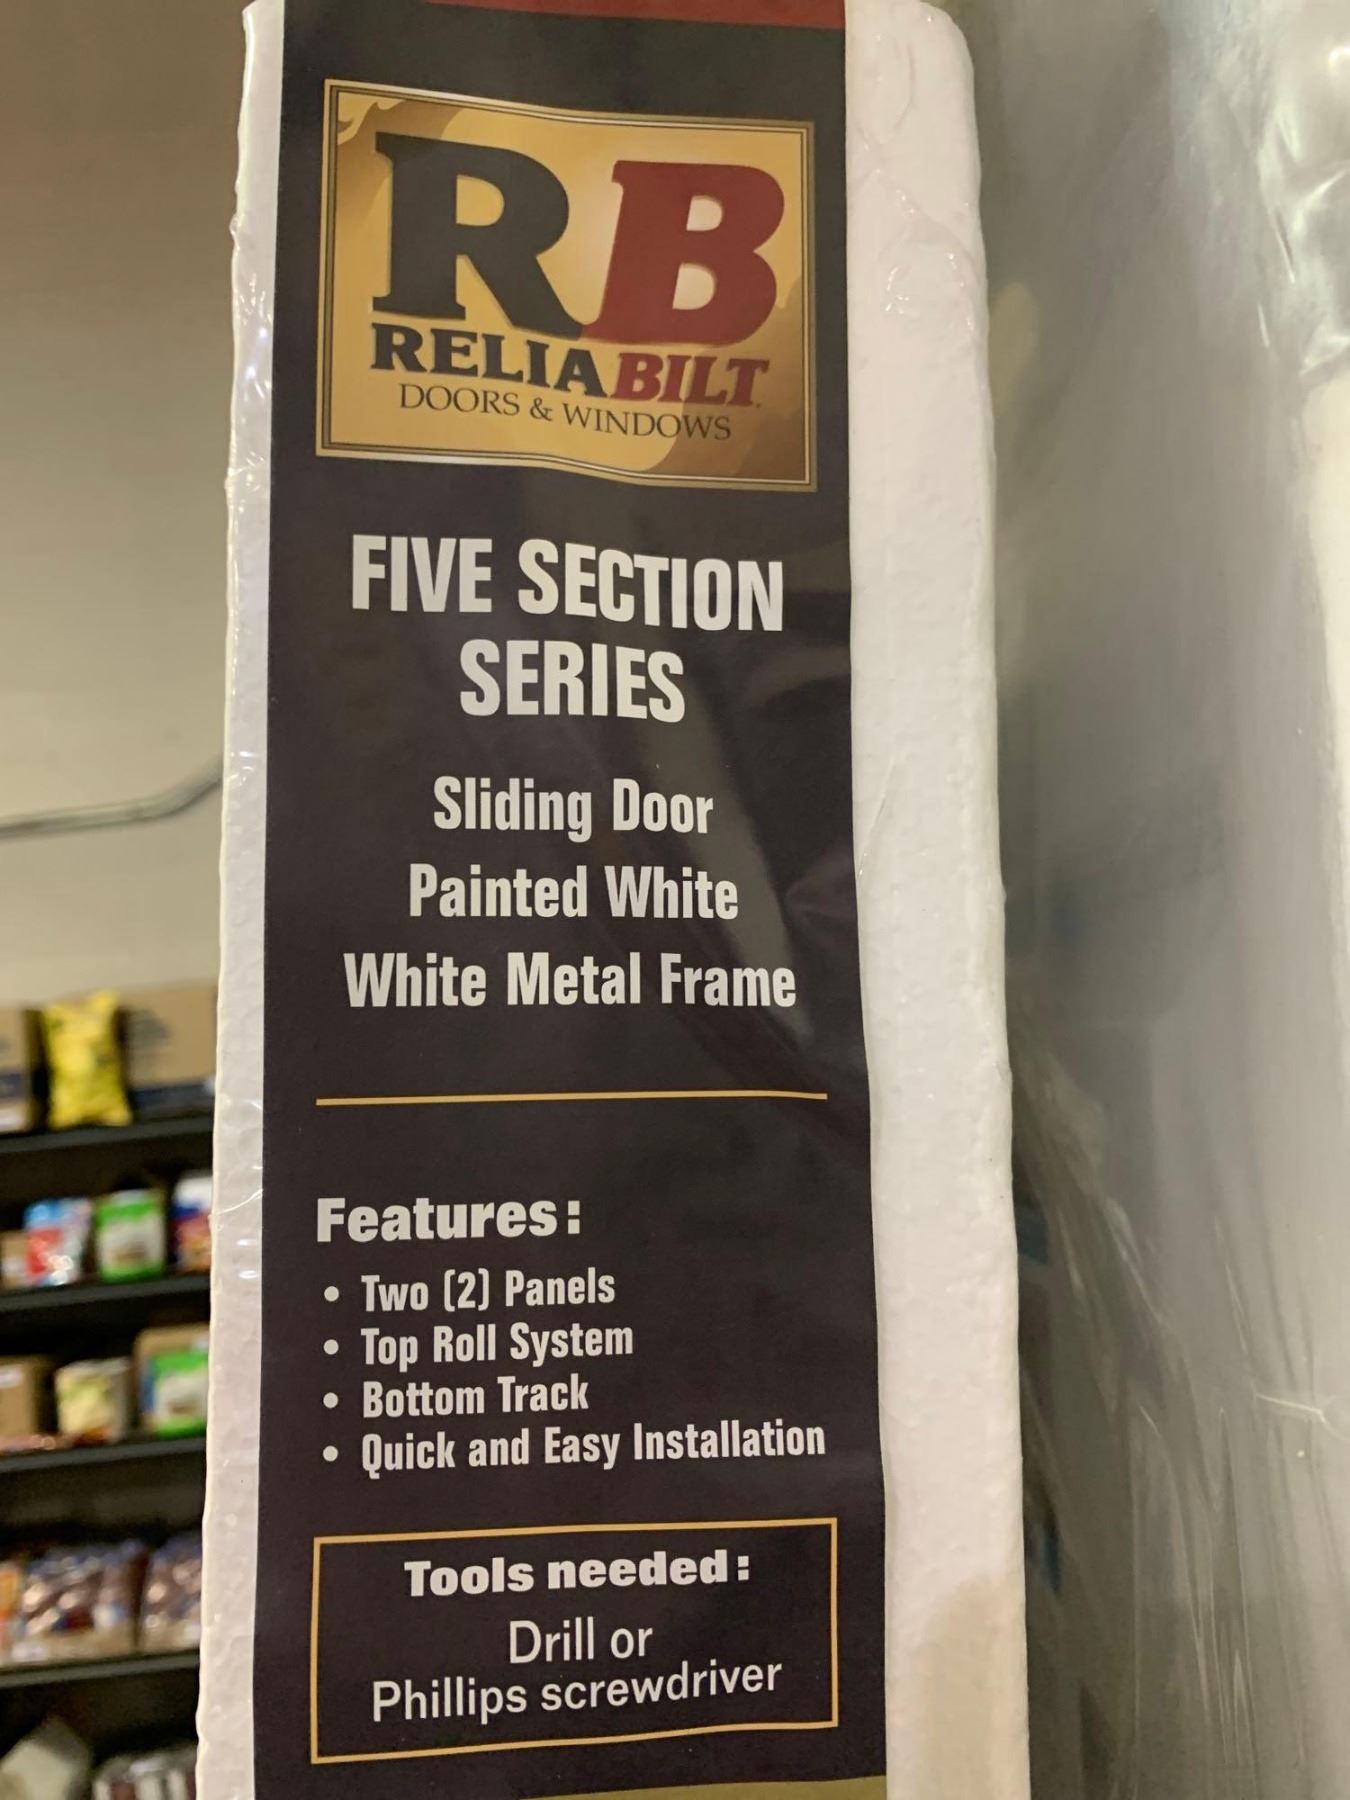 RB
RELIABILT
DOORS & WINDOWS
FIVE SECTION
SERIES
Sliding Door
Painted White
White Metal Frame
Features:
• Two (2) Panels
• Top Roll System
• Bottom Track
• Quick and Easy Installation
Tools needed:
Drill or
Phillips screwdriver